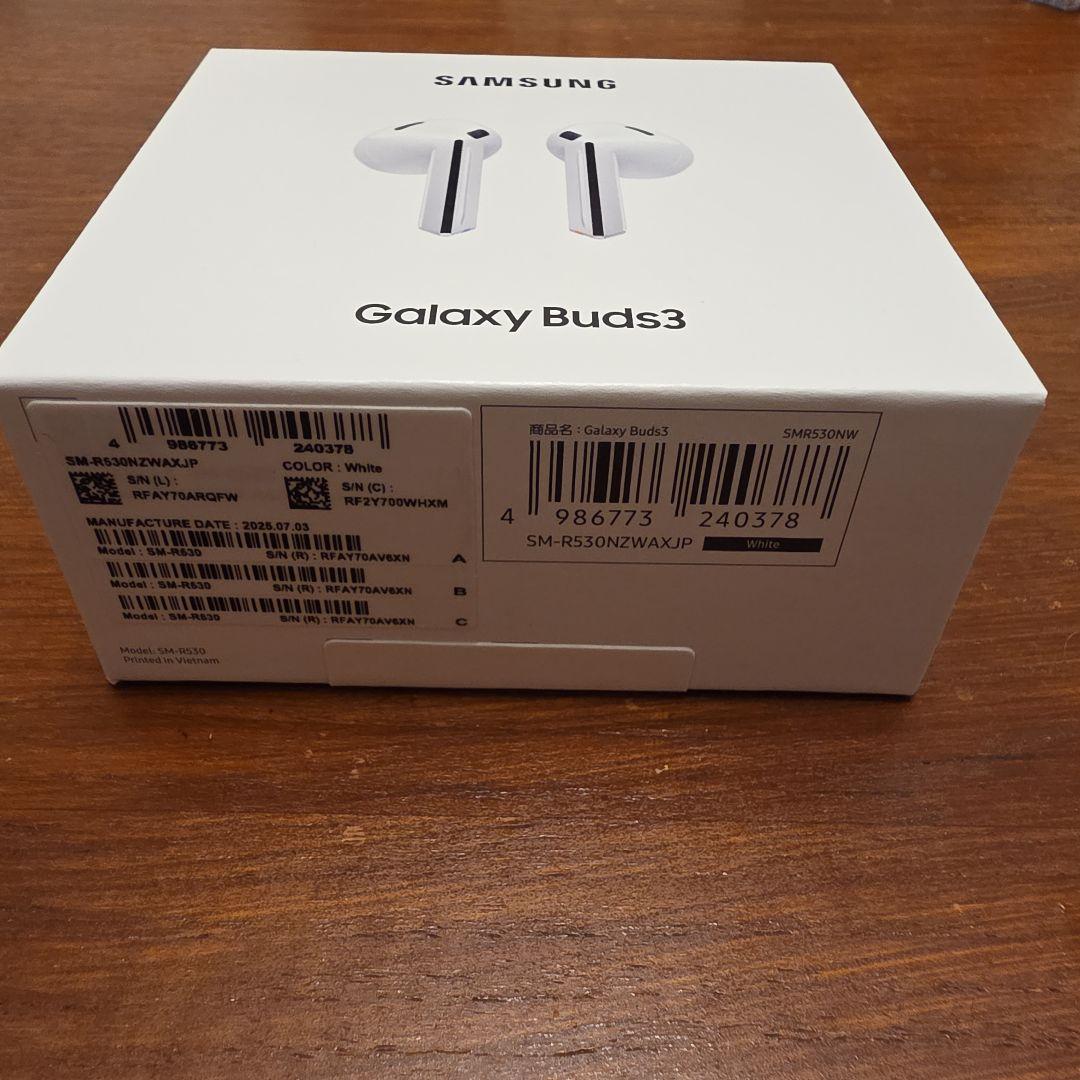 SAMSUNG
Galaxy Buds3
4 986773 240378
SM-R530NZWAXJP
COLOR : White
S/N (L) :
RFAY70ARQFW
S/N (C) :
RF2Y700WHXM
MANUFACTURE DATE : 2025.07.03
Model : SM-R530 S/N (R) : RFAY70AV6XN A
Model : SM-R530 S/N (R) : RFAY70AV6XN B
Model : SM-R530 S/N (R) : RFAY70AV6XN C
Model: SM-R530
Printed in Vietnam
商品名 : Galaxy Buds3 SMR530NW
4 986773 240378
SM-R530NZWAXJP White